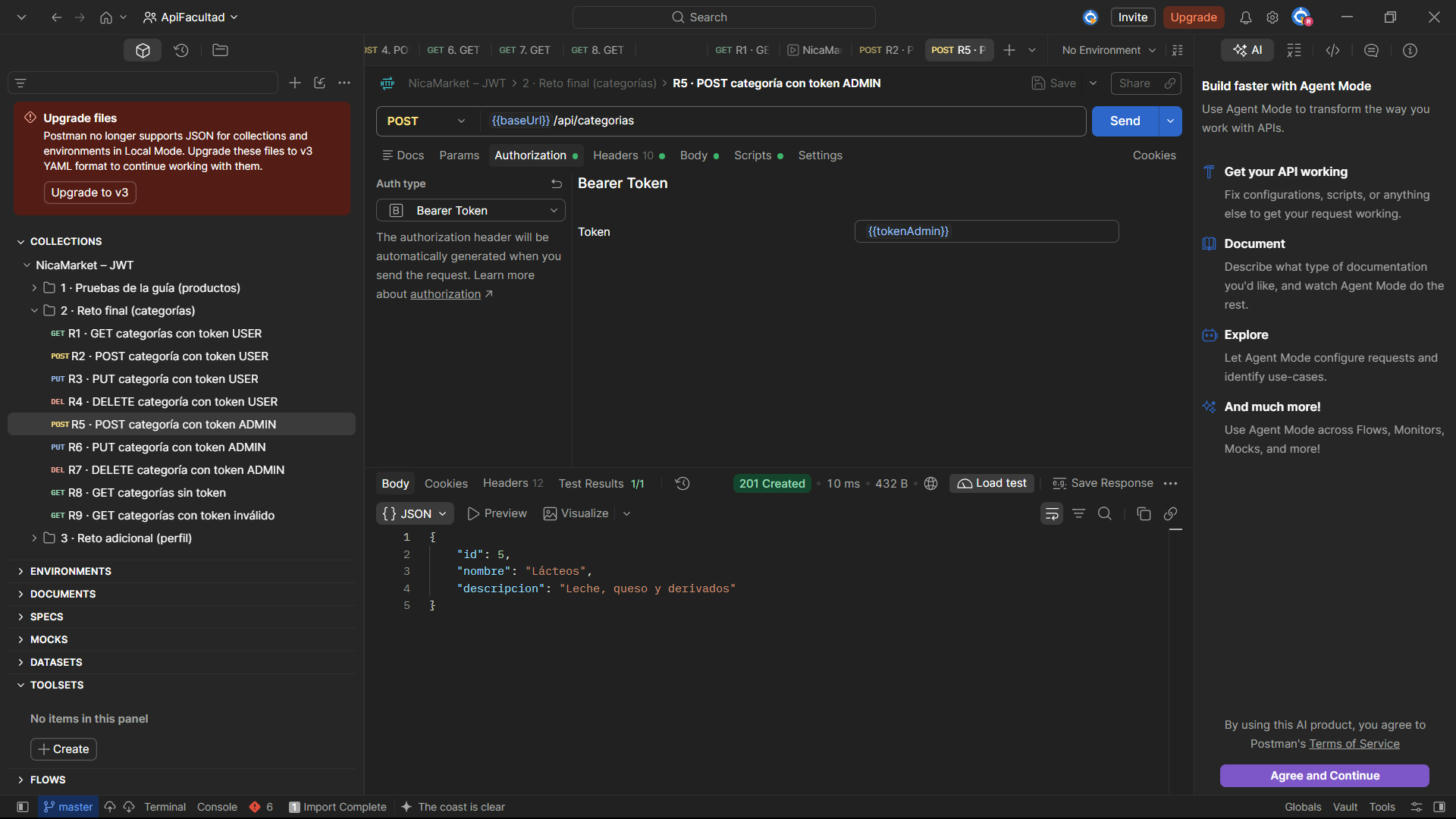 ApiFacultad
Search
Invite
Upgrade
POST 4. PO
GET 6. GET
GET 7. GET
GET 8. GET
GET R1 · GE
NicaMar
POST R2 · P
POST R5 · P
No Environment
AI
Upgrade files
Postman no longer supports JSON for collections and
environments in Local Mode. Upgrade these files to v3
YAML format to continue working with them.
Upgrade to v3
COLLECTIONS
NicaMarket – JWT
1 · Pruebas de la guía (productos)
2 · Reto final (categorías)
GET R1 · GET categorías con token USER
POST R2 · POST categoría con token USER
PUT R3 · PUT categoría con token USER
DEL R4 · DELETE categoría con token USER
POST R5 · POST categoría con token ADMIN
PUT R6 · PUT categoría con token ADMIN
DEL R7 · DELETE categoría con token ADMIN
GET R8 · GET categorías sin token
GET R9 · GET categorías con token inválido
3 · Reto adicional (perfil)
ENVIRONMENTS
DOCUMENTS
SPECS
MOCKS
DATASETS
TOOLSETS
No items in this panel
Create
FLOWS
HTTP
NicaMarket – JWT > 2 · Reto final (categorías) > R5 · POST categoría con token ADMIN
Save
Share
POST
{{baseUrl}} /api/categorias
Send
Docs
Params
Authorization
Headers 10
Body
Scripts
Settings
Cookies
Auth type
Bearer Token
The authorization header will be
automatically generated when you
send the request. Learn more
about authorization ↗
Bearer Token
Token
{{tokenAdmin}}
Body
Cookies
Headers 12
Test Results 1/1
201 Created
10 ms
432 B
Load test
Save Response
{} JSON
Preview
Visualize
1 {
2 "id": 5,
3 "nombre": "Lácteos",
4 "descripcion": "Leche, queso y derivados"
5 }
Build faster with Agent Mode
Use Agent Mode to transform the way you
work with APIs.
Get your API working
Fix configurations, scripts, or anything
else to get your request working.
Document
Describe what type of documentation
you'd like, and watch Agent Mode do the
rest.
Explore
Let Agent Mode configure requests and
identify use-cases.
And much more!
Use Agent Mode across Flows, Monitors,
Mocks, and more!
By using this AI product, you agree to
Postman's Terms of Service
Agree and Continue
master
Terminal
Console
6
1 Import Complete
The coast is clear
Globals
Vault
Tools